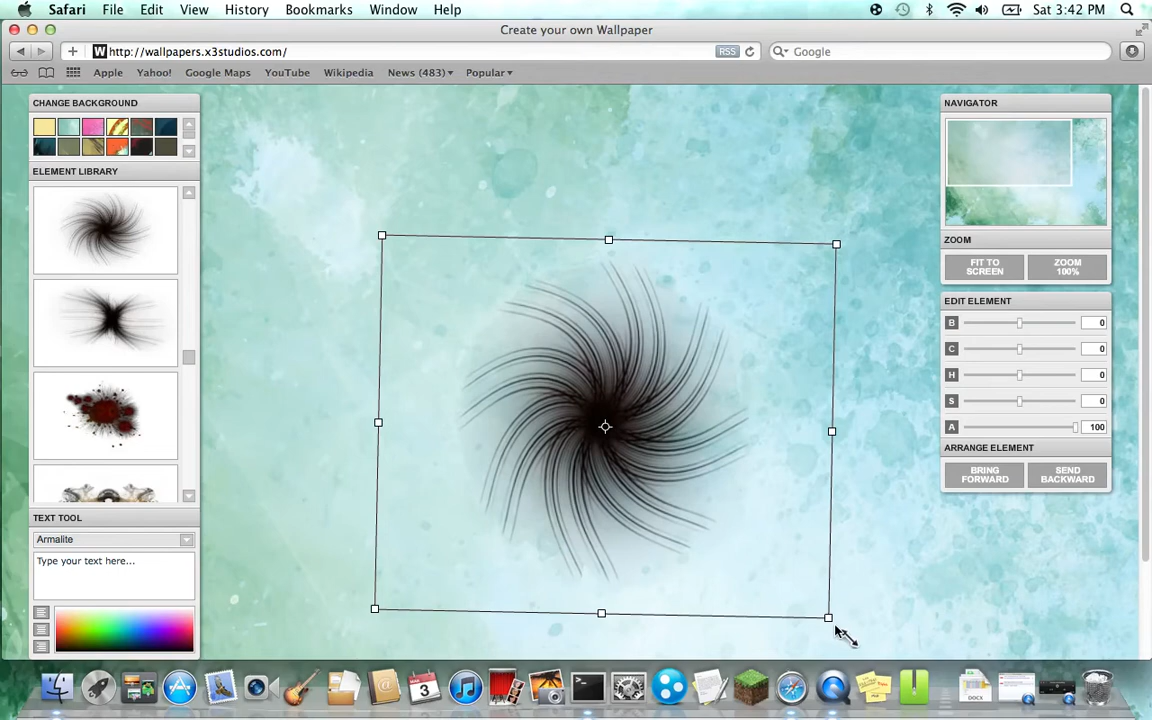 Safari File Edit View History Bookmarks Window Help Sat 3:42 PM
Create your own Wallpaper
W http://wallpapers.x3studios.com/ RSS Google
Apple Yahoo! Google Maps YouTube Wikipedia News (483) Popular
CHANGE BACKGROUND
ELEMENT LIBRARY
TEXT TOOL
Armalite
Type your text here...
NAVIGATOR
ZOOM
FIT TO SCREEN
ZOOM 100%
EDIT ELEMENT
B 0
C 0
H 0
S 0
A 100
ARRANGE ELEMENT
BRING FORWARD
SEND BACKWARD
3
DOCX